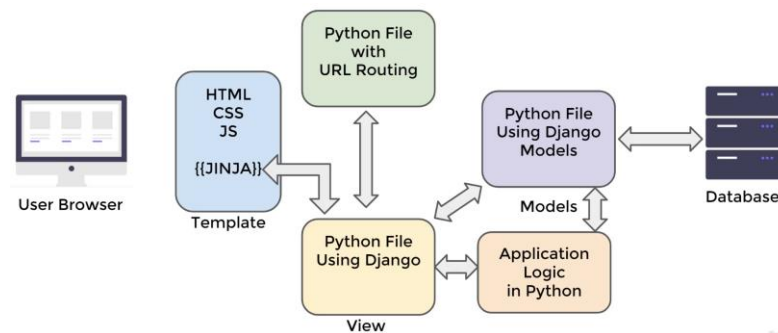 Python File
with
URL Routing
HTML
CSS
JS
{{JINJA}}
Python File
Using Django
Models
User Browser
Template
Models
Database
Python File
Using Django
Application
Logic
in Python
View